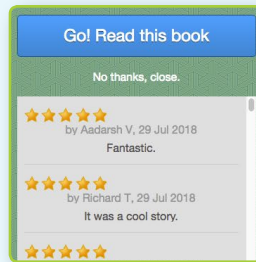 Go! Read this book
No thanks, close.
by Aadarsh V, 29 Jul 2018
Fantastic.
by Richard T, 29 Jul 2018
It was a cool story.